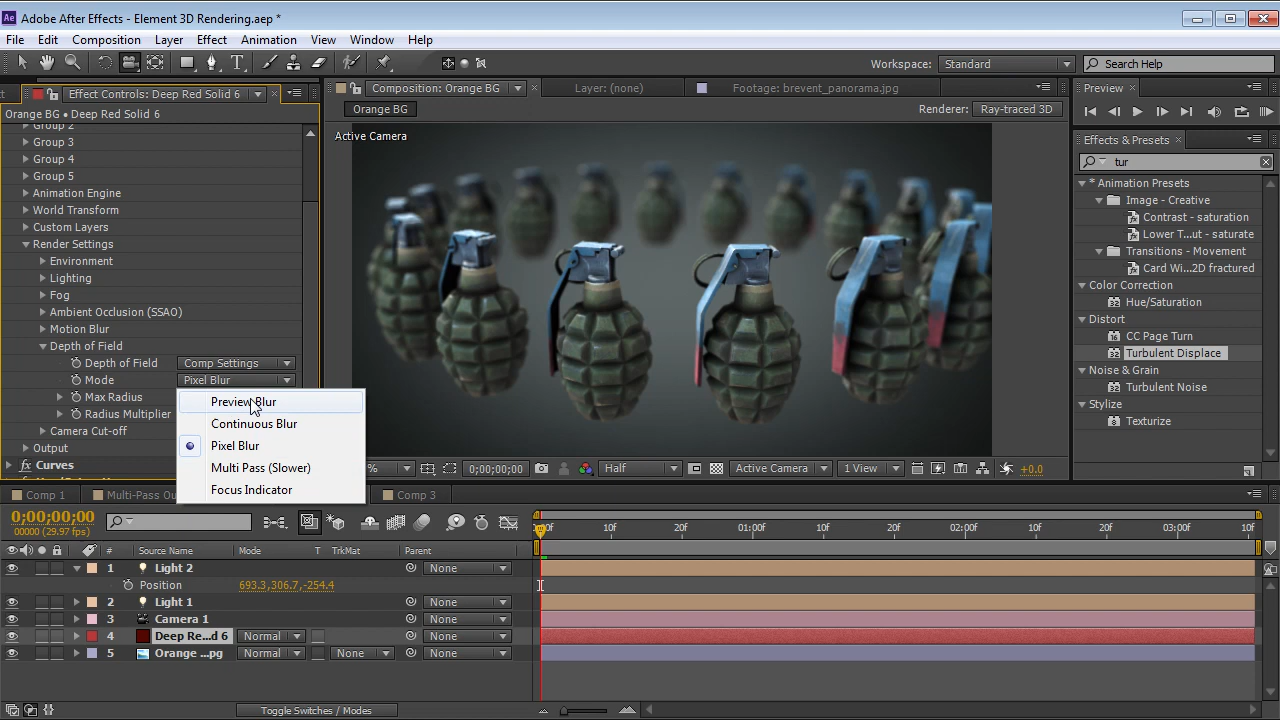 Ae Adobe After Effects - Element 3D Rendering.aep *
File Edit Composition Layer Effect Animation View Window Help
Workspace: Standard Search Help
Effect Controls: Deep Red Solid 6
Orange BG • Deep Red Solid 6
Group 2
Group 3
Group 4
Group 5
Animation Engine
World Transform
Custom Layers
Render Settings
Environment
Lighting
Fog
Ambient Occlusion (SSAO)
Motion Blur
Depth of Field
Depth of Field Comp Settings
Mode Pixel Blur
Max Radius
Radius Multiplier
Camera Cut-off
Output
fx Curves
Preview Blur
Continuous Blur
Pixel Blur
Multi Pass (Slower)
Focus Indicator
Composition: Orange BG Layer: (none) Footage: brevent_panorama.jpg
Orange BG Renderer: Ray-traced 3D
Active Camera
% 0;00;00;00 Half Active Camera 1 View +0.0
Preview
Effects & Presets
tur
* Animation Presets
Image - Creative
Contrast - saturation
Lower T...ut - saturate
Transitions - Movement
Card Wi...2D fractured
Color Correction
32 Hue/Saturation
Distort
16 CC Page Turn
32 Turbulent Displace
Noise & Grain
32 Turbulent Noise
Stylize
32 Texturize
Comp 1 Multi-Pass Ou Comp 3
0;00;00;00
00000 (29.97 fps)
00f 10f 20f 01:00f 10f 20f 02:00f 10f 20f 03:00f 10f
# Source Name Mode T TrkMat Parent
1 Light 2 None
Position 693.3,306.7,-254.4
2 Light 1 None
3 Camera 1 None
4 Deep Re...d 6 Normal None
5 Orange ...pg Normal None None
Toggle Switches / Modes